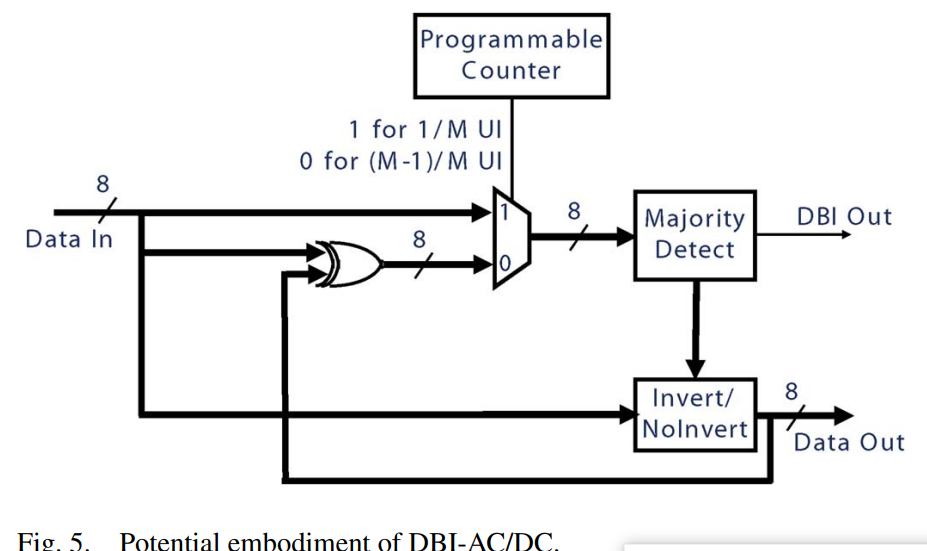 Programmable
Counter
1 for 1/M UI
0 for (M-1)/M UI
8
Data In
1
8
0
8
Majority
Detect
DBI Out
Invert/
NoInvert
8
Data Out
Fig. 5. Potential embodiment of DBI-AC/DC.